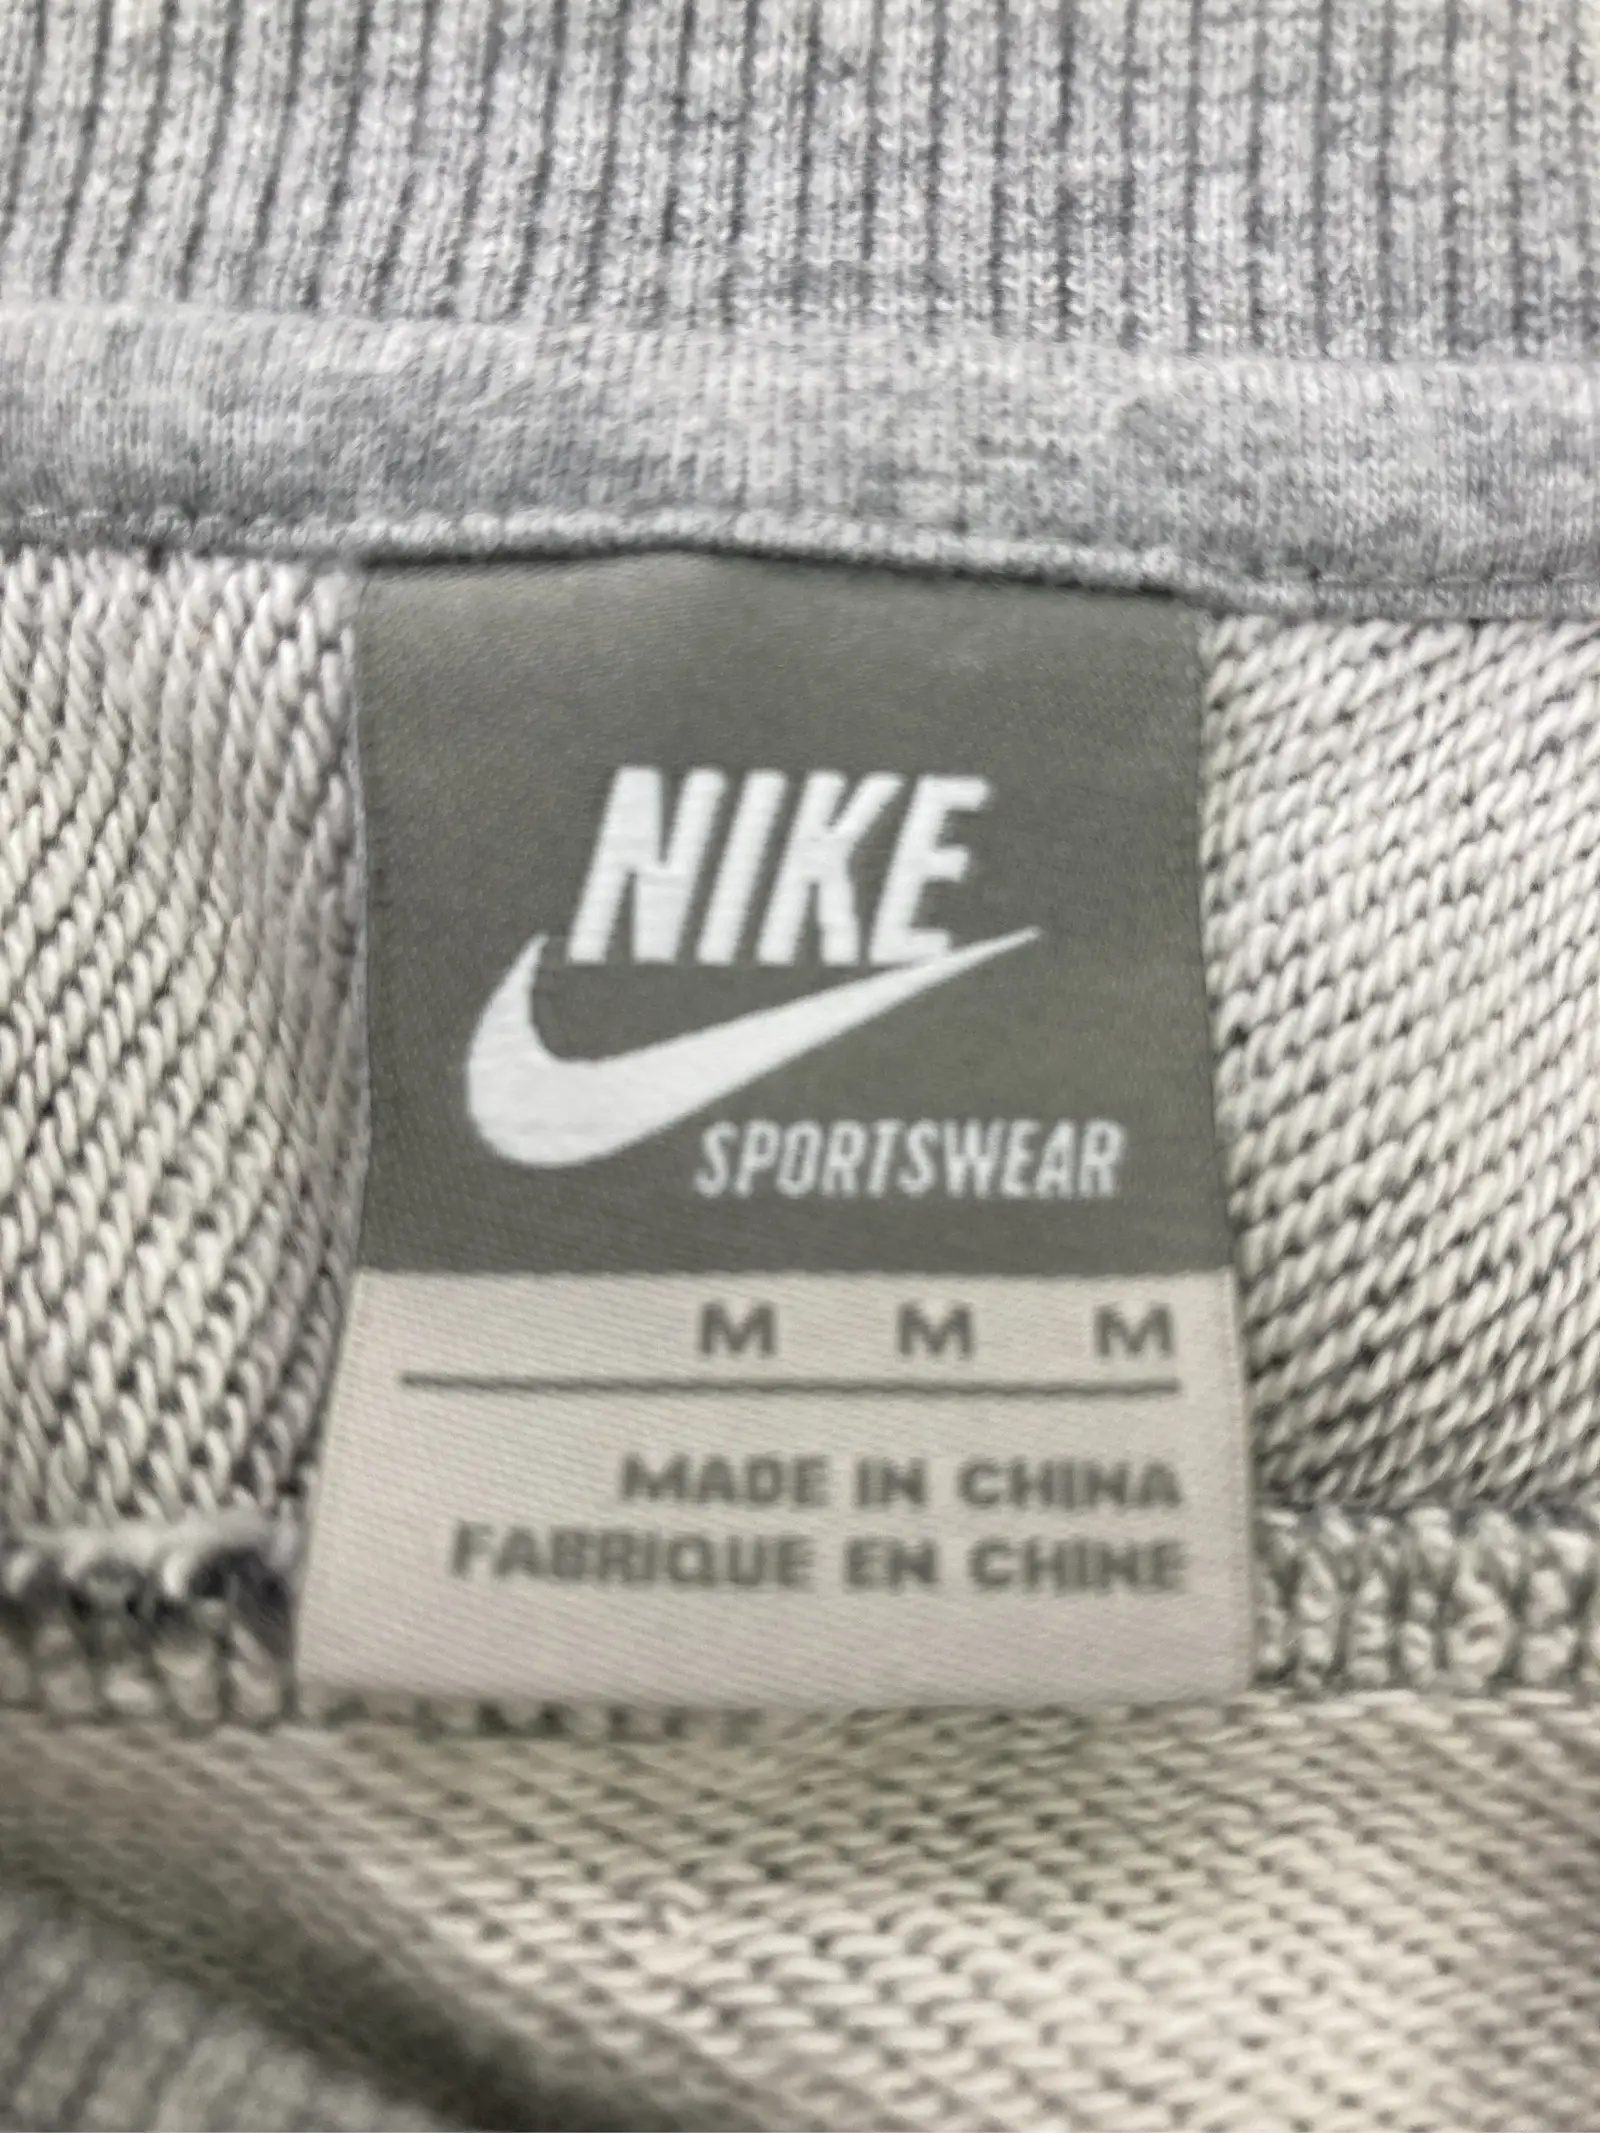 NIKE
SPORTSWEAR
M M M
MADE IN CHINA
FABRIQUE EN CHINE